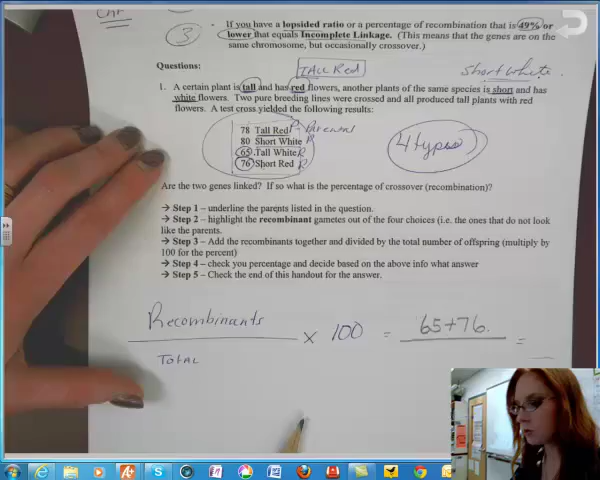 - If you have a lopsided ratio or a percentage of recombination that is 49% or
3 lower that equals Incomplete Linkage. (This means that the genes are on the
same chromosome, but occasionally crossover.)
Questions:
TALL Red
Short white
1. A certain plant is tall and has red flowers, another plants of the same species is short and has
white flowers. Two pure breeding lines were crossed and all produced tall plants with red
flowers. A test cross yielded the following results:
78 Tall Red P - Parental
80 Short White P
65 Tall White R
76 Short Red R
4 types
Are the two genes linked? If so what is the percentage of crossover (recombination)?
→ Step 1 – underline the parents listed in the question.
→ Step 2 – highlight the recombinant gametes out of the four choices (i.e. the ones that do not look
like the parents.
→ Step 3 – Add the recombinants together and divided by the total number of offspring (multiply by
100 for the percent)
→ Step 4 – check you percentage and decide based on the above info what answer
→ Step 5 – Check the end of this handout for the answer.
Recombinants
Total
× 100 = 65+76 =